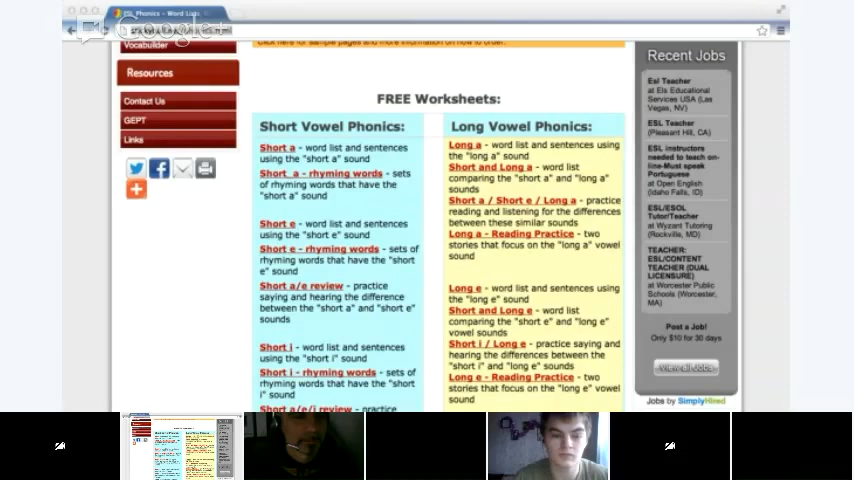 ESL Phonics - Word Lists,
Google+
Vocabuilder
Resources
Contact Us
GEPT
Links
Click here for sample pages and more information on how to order.
FREE Worksheets:
Short Vowel Phonics:
Short a - word list and sentences
using the "short a" sound
Short a - rhyming words - sets
of rhyming words that have the
"short a" sound
Short e - word list and sentences
using the "short e" sound
Short e - rhyming words - sets of
rhyming words that have the "short
e" sound
Short a/e review - practice
saying and hearing the difference
between the "short a" and "short e"
sounds
Short i - word list and sentences
using the "short i" sound
Short i - rhyming words - sets of
rhyming words that have the "short
i" sound
Short a/e/i review - practice
Long Vowel Phonics:
Long a - word list and sentences using
the "long a" sound
Short and Long a - word list
comparing the "short a" and "long a"
sounds
Short a / Short e / Long a - practice
reading and listening for the differences
between these similar sounds
Long a - Reading Practice - two
stories that focus on the "long a" vowel
sound
Long e - word list and sentences using
the "long e" sound
Short and Long e - word list
comparing the "short e" and "long e"
vowel sounds
Short i / Long e - practice saying and
hearing the differences between the
"short i" and "long e" sounds
Long e - Reading Practice - two
stories that focus on the "long e" vowel
sound
Recent Jobs
Esl Teacher
at Els Educational
Services USA (Las
Vegas, NV)
ESL Teacher
(Pleasant Hill, CA)
ESL instructors
needed to teach on-
line-Must speak
Portuguese
at Open English
(Idaho Falls, ID)
ESL/ESOL
Tutor/Teacher
at Wyzant Tutoring
(Rockville, MD)
TEACHER:
ESL/CONTENT
TEACHER (DUAL
LICENSURE)
at Worcester Public
Schools (Worcester,
MA)
Post a Job!
Only $10 for 30 days
View all Jobs
Jobs by SimplyHired